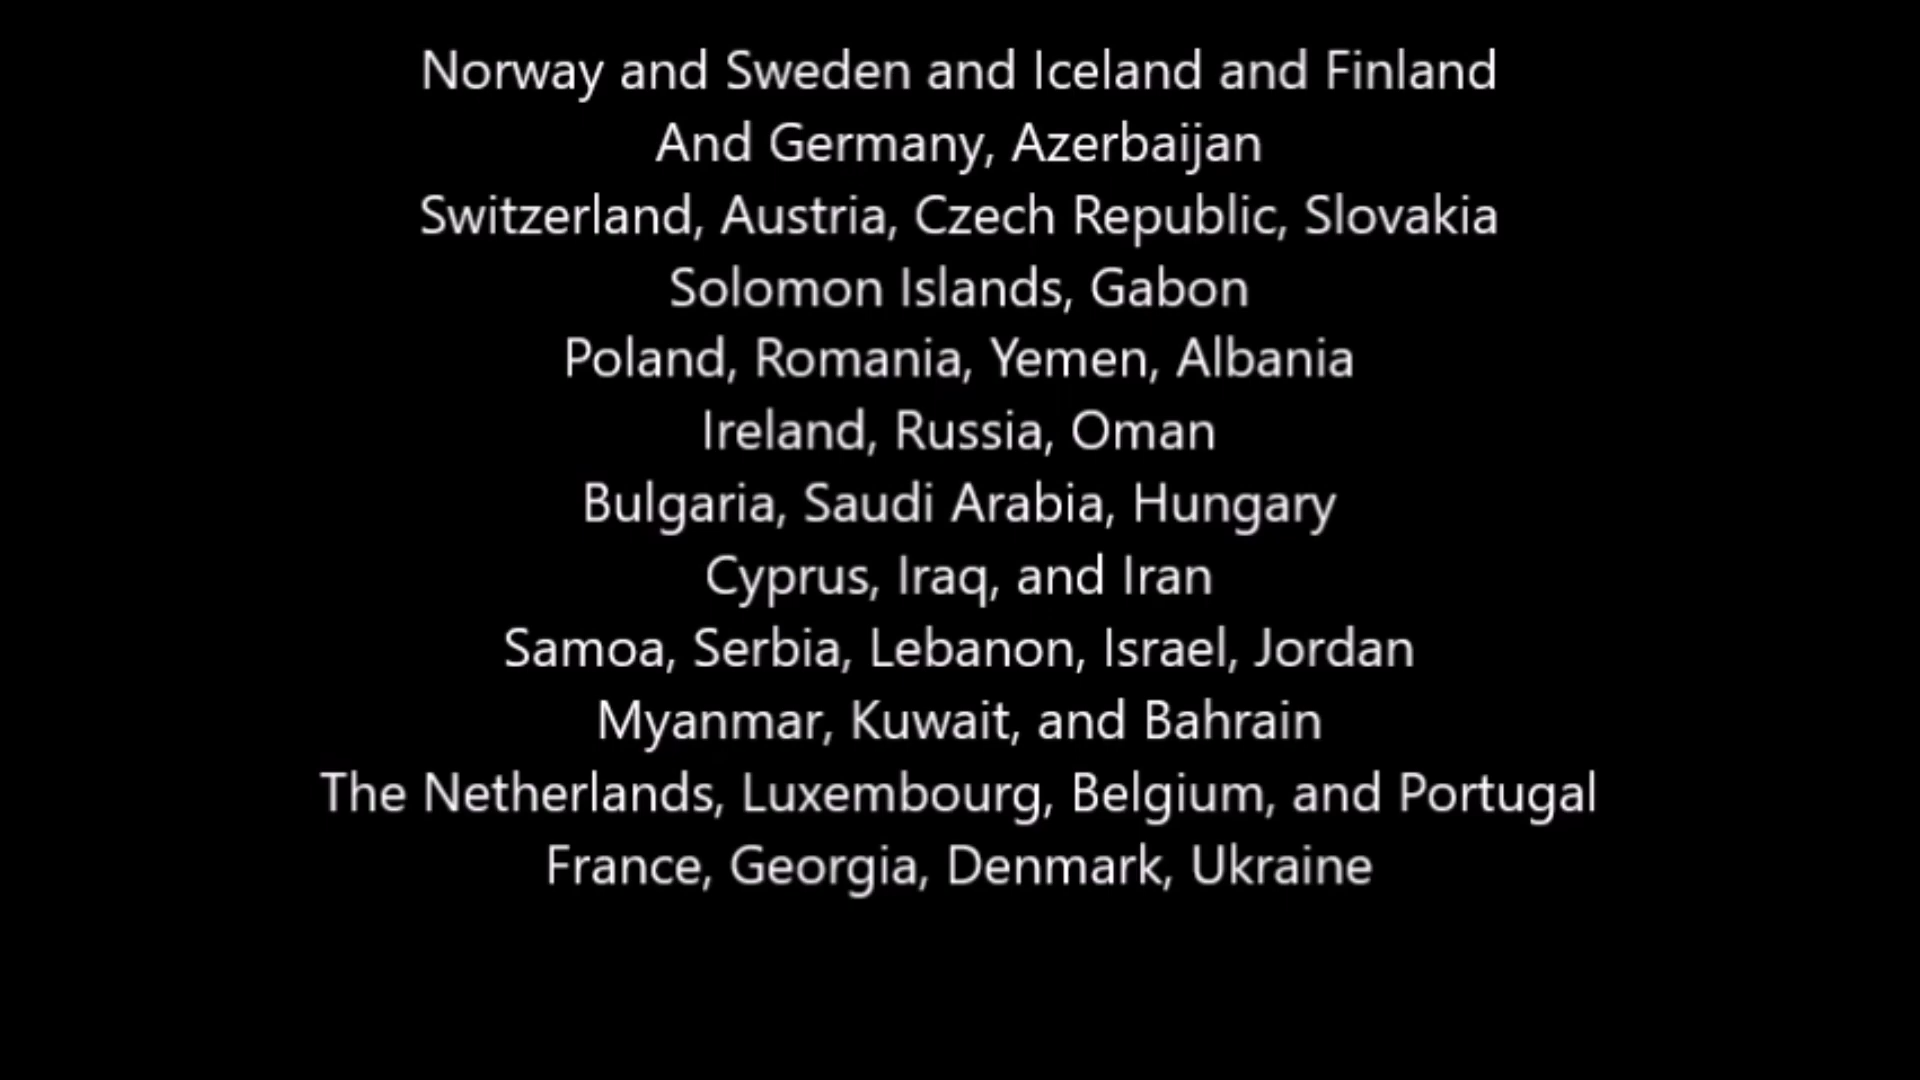 Norway and Sweden and Iceland and Finland
And Germany, Azerbaijan
Switzerland, Austria, Czech Republic, Slovakia
Solomon Islands, Gabon
Poland, Romania, Yemen, Albania
Ireland, Russia, Oman
Bulgaria, Saudi Arabia, Hungary
Cyprus, Iraq, and Iran
Samoa, Serbia, Lebanon, Israel, Jordan
Myanmar, Kuwait, and Bahrain
The Netherlands, Luxembourg, Belgium, and Portugal
France, Georgia, Denmark, Ukraine